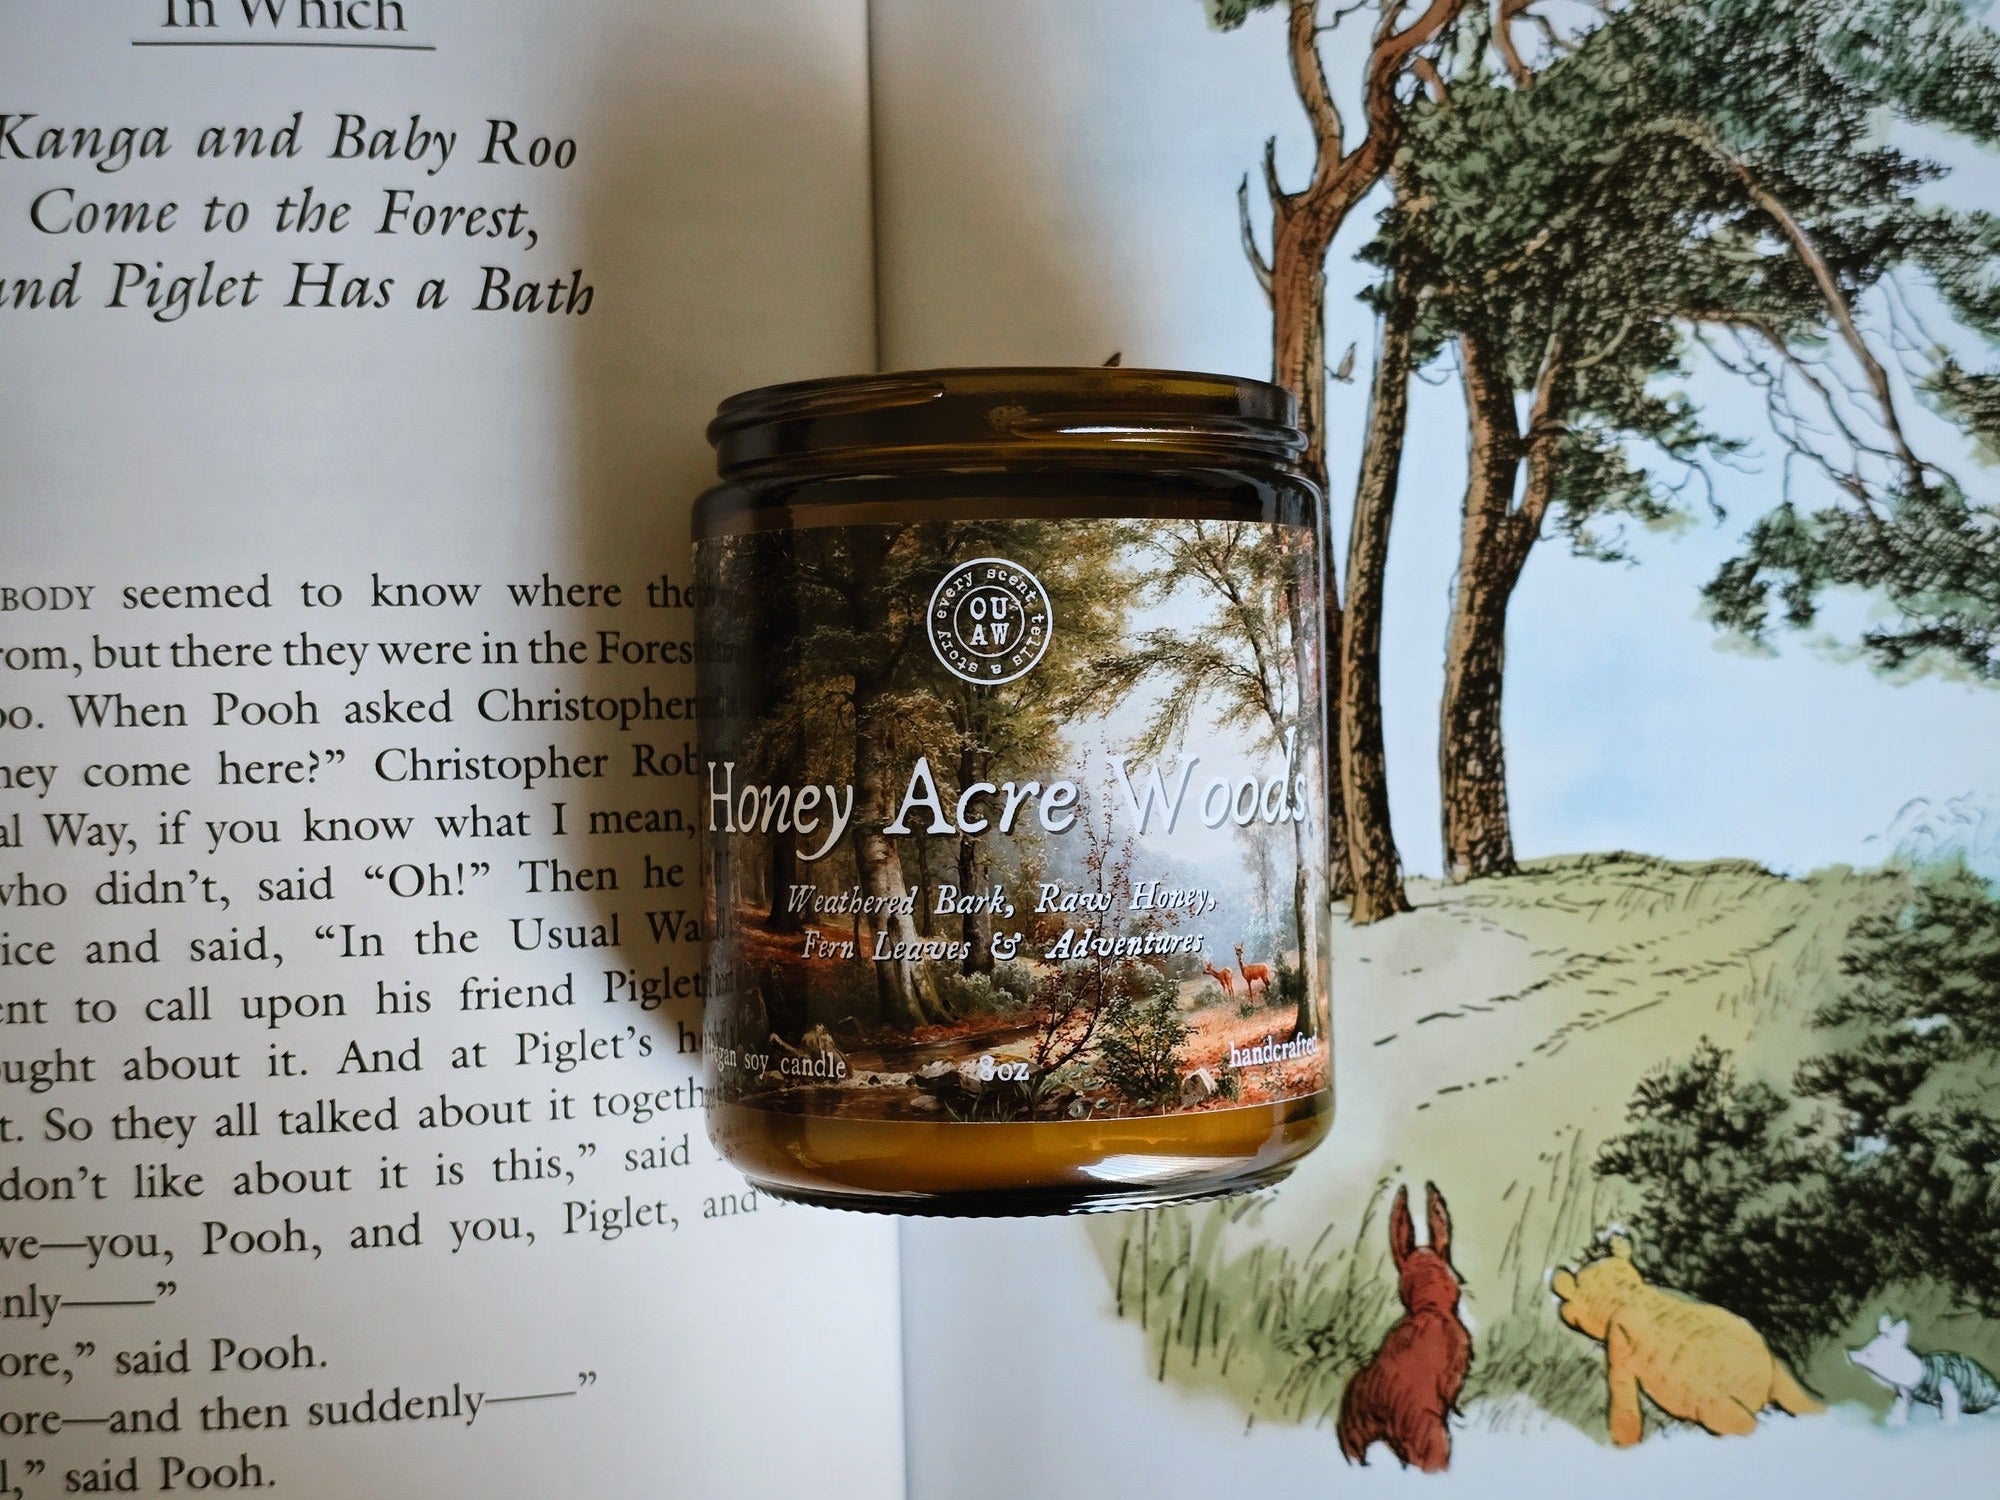 In Which
Kanga and Baby Roo
Come to the Forest,
and Piglet Has a Bath
BODY seemed to know where the
rom, but there they were in the Fores
oo. When Pooh asked Christopher
hey come here?” Christopher Rob
al Way, if you know what I mean,
who didn’t, said “Oh!” Then he
ice and said, “In the Usual Wa
ent to call upon his friend Piglet
ought about it. And at Piglet’s h
t. So they all talked about it togeth
don’t like about it is this,” said
we—you, Pooh, and you, Piglet, and
enly——”
ore,” said Pooh.
ore—and then suddenly——”
l,” said Pooh.
every scent tells a story
OU
AW
Honey Acre Woods
Weathered Bark, Raw Honey,
Fern Leaves & Adventures
vegan soy candle
8oz
handcrafted